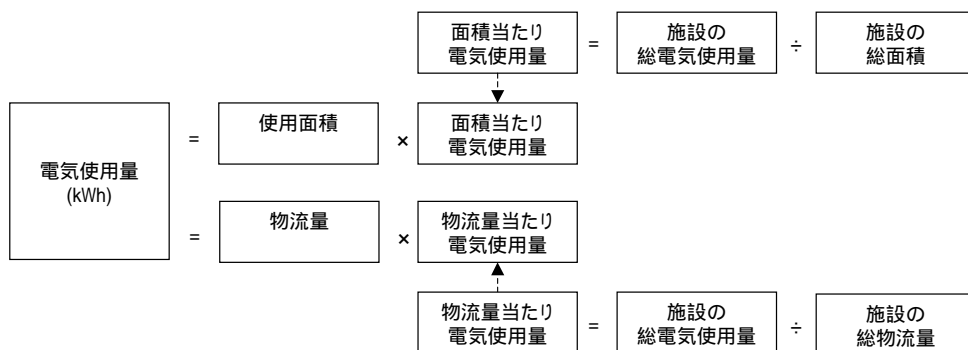 面積当たり
電気使用量
=
施設の
総電気使用量
÷
施設の
総面積
電気使用量
(kWh)
=
使用面積
×
面積当たり
電気使用量
=
物流量
×
物流量当たり
電気使用量
物流量当たり
電気使用量
=
施設の
総電気使用量
÷
施設の
総物流量